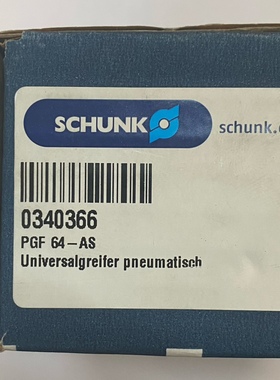 SCHUNK
schunk.
0340366
PGF 64-AS
Universalgreifer pneumatisch